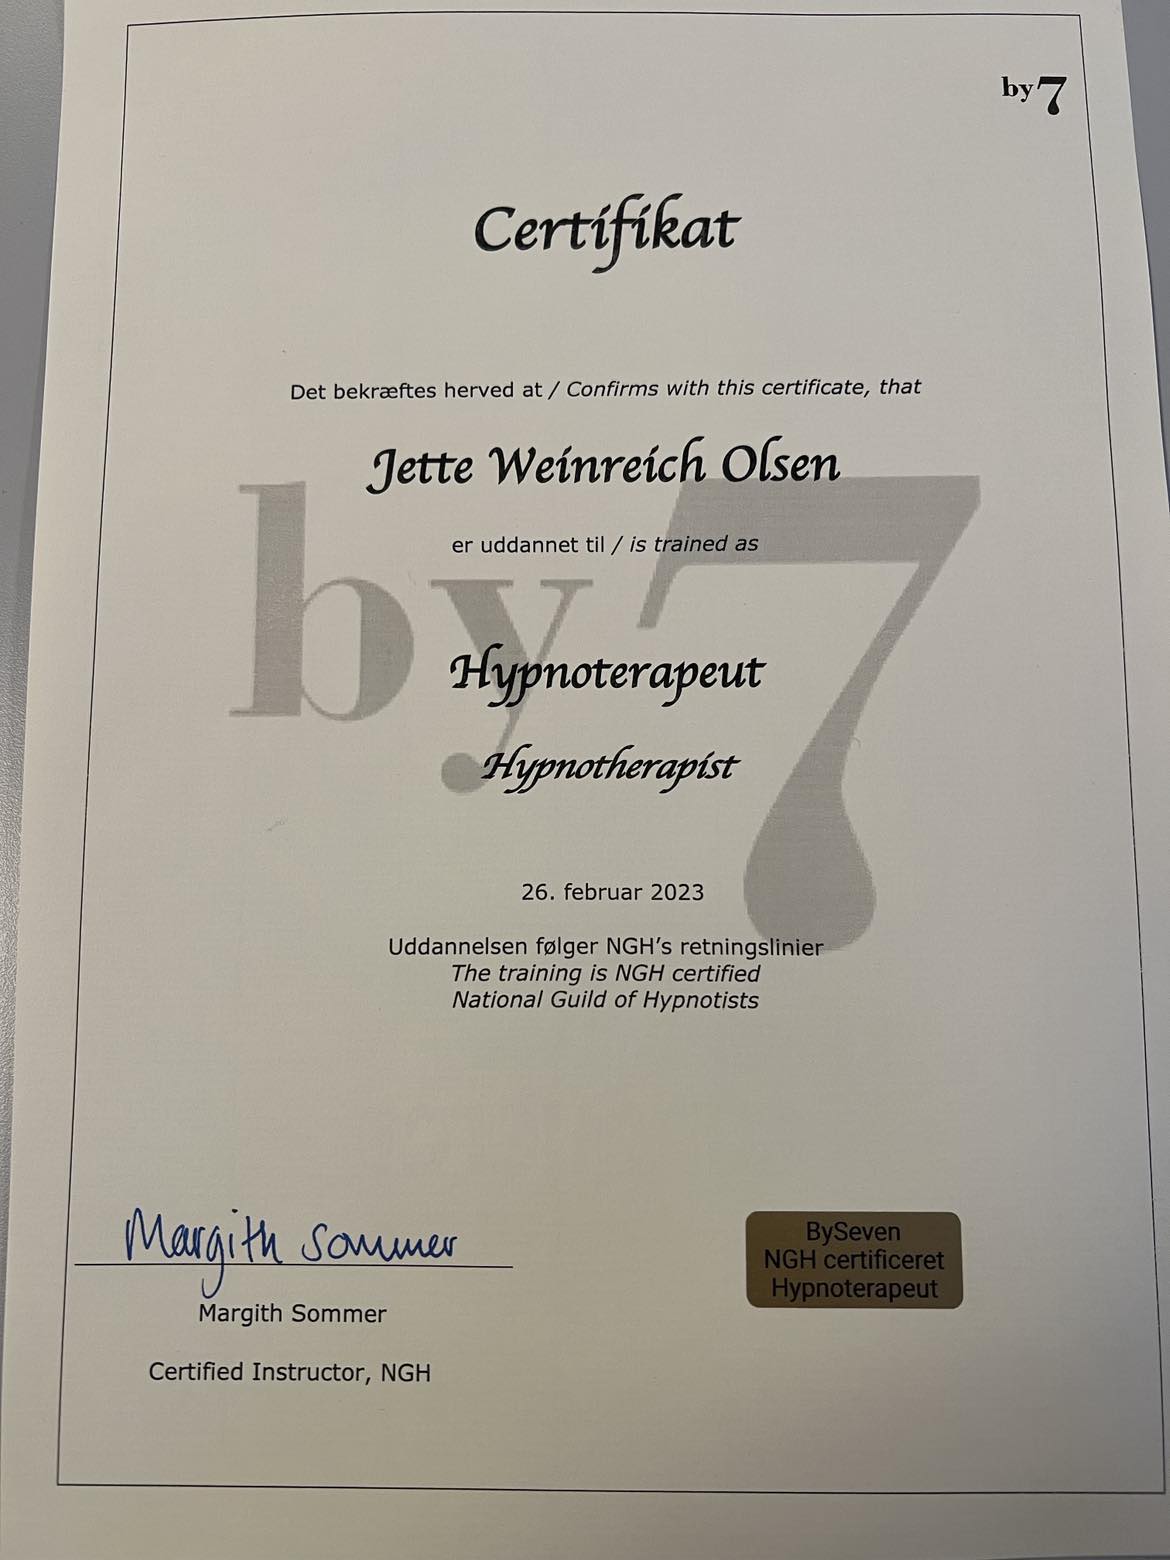 by7
Certifikat
Det bekræftes herved at / Confirms with this certificate, that
Jette Weinreich Olsen
er uddannet til / is trained as
by7
Hypnoterapeut
Hypnotherapist
26. februar 2023
Uddannelsen følger NGH’s retningslinier
The training is NGH certified
National Guild of Hypnotists
Margith Sommer
Margith Sommer
Certified Instructor, NGH
BySeven
NGH certificeret
Hypnoterapeut